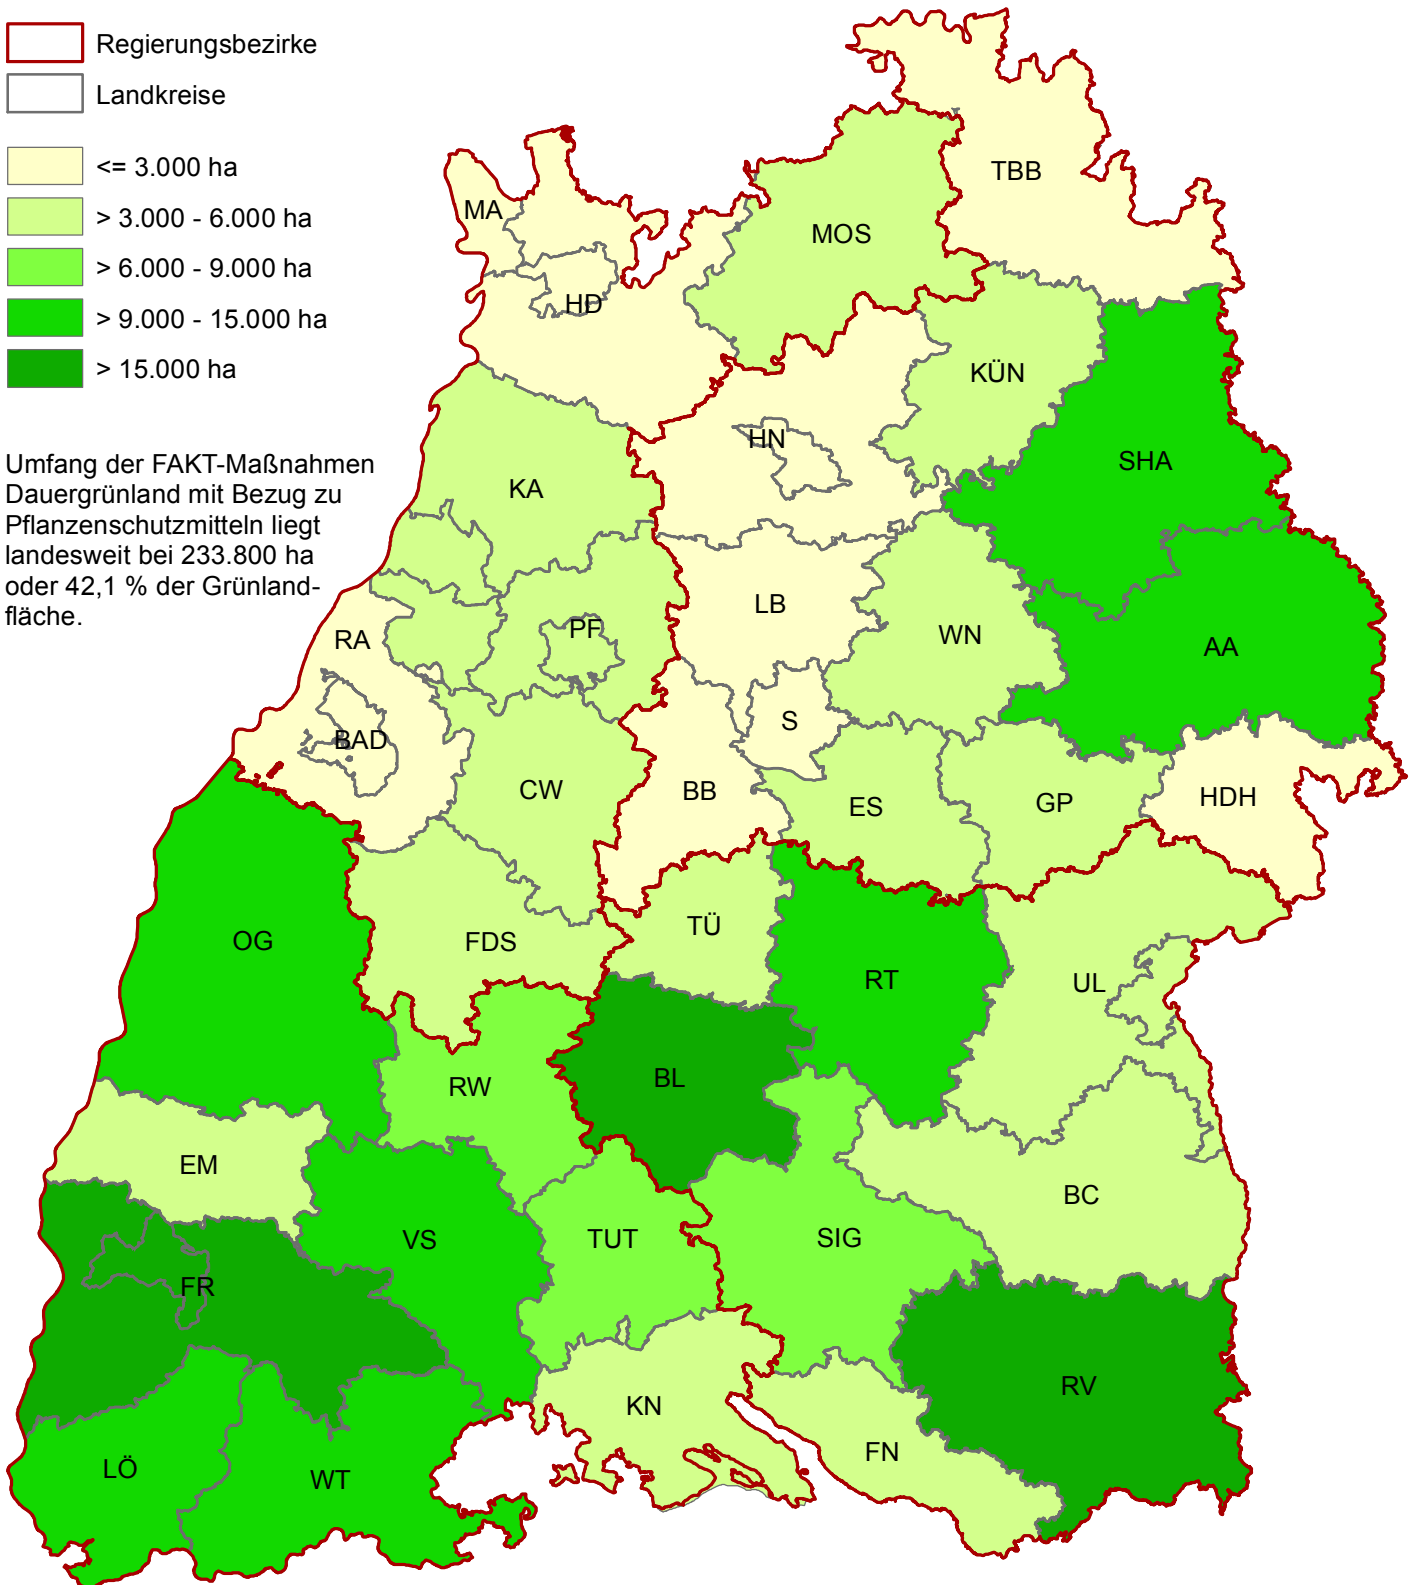 Regierungsbezirke
Landkreise
<= 3.000 ha
> 3.000 - 6.000 ha
> 6.000 - 9.000 ha
> 9.000 - 15.000 ha
> 15.000 ha
Umfang der FAKT-Maßnahmen
Dauergrünland mit Bezug zu
Pflanzenschutzmitteln liegt
landesweit bei 233.800 ha
oder 42,1 % der Grünland-
fläche.
TBB
MA
MOS
HD
KÜN
HN
SHA
KA
LB
PF
WN
RA
AA
S
BAD
CW
BB
ES
GP
HDH
TÜ
OG
FDS
RT
UL
BL
RW
EM
BC
VS
TUT
SIG
FR
RV
KN
FN
LÖ
WT